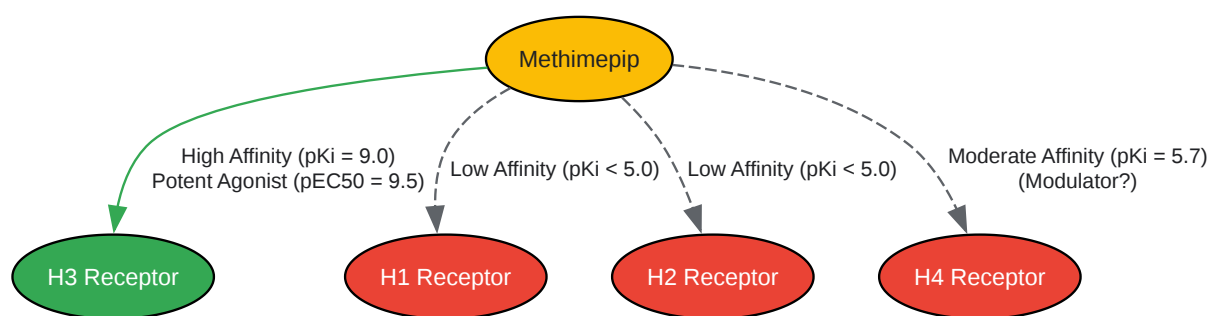 Methimepip
High Affinity (pKi = 9.0)
Potent Agonist (pEC50 = 9.5)
Low Affinity (pKi < 5.0)
Low Affinity (pKi < 5.0)
Moderate Affinity (pKi = 5.7)
(Modulator?)
H3 Receptor
H1 Receptor
H2 Receptor
H4 Receptor